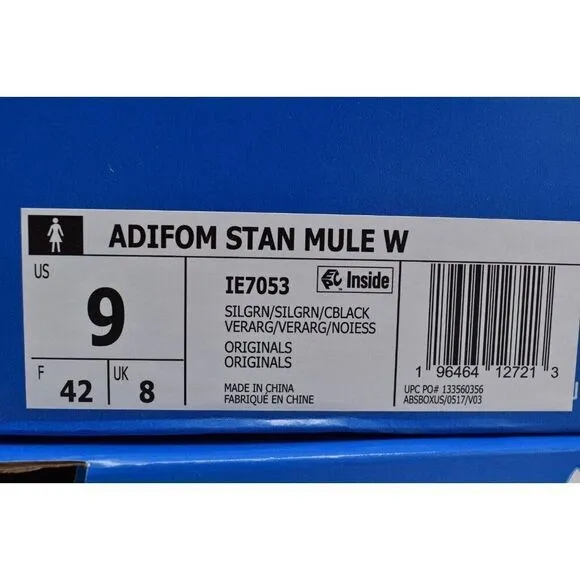 ADIFOM STAN MULE W
US
9
F
42
UK
8
IE7053
Inside
SILGRN/SILGRN/CBLACK
VERARG/VERARG/NOIESS
ORIGINALS
ORIGINALS
MADE IN CHINA
FABRIQUÉ EN CHINE
1 96464 12721 3
UPC PO# 133560356
ABSBOXUS/0517/V03